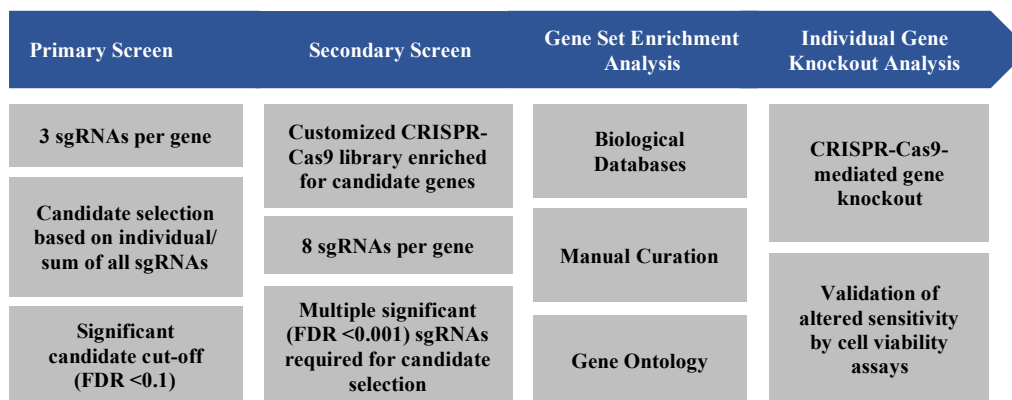 Primary Screen
Secondary Screen
Gene Set Enrichment
Analysis
Individual Gene
Knockout Analysis
3 sgRNAs per gene
Candidate selection
based on individual/
sum of all sgRNAs
Significant
candidate cut-off
(FDR <0.1)
Customized CRISPR-
Cas9 library enriched
for candidate genes
8 sgRNAs per gene
Multiple significant
(FDR <0.001) sgRNAs
required for candidate
selection
Biological
Databases
Manual Curation
Gene Ontology
CRISPR-Cas9-
mediated gene
knockout
Validation of
altered sensitivity
by cell viability
assays